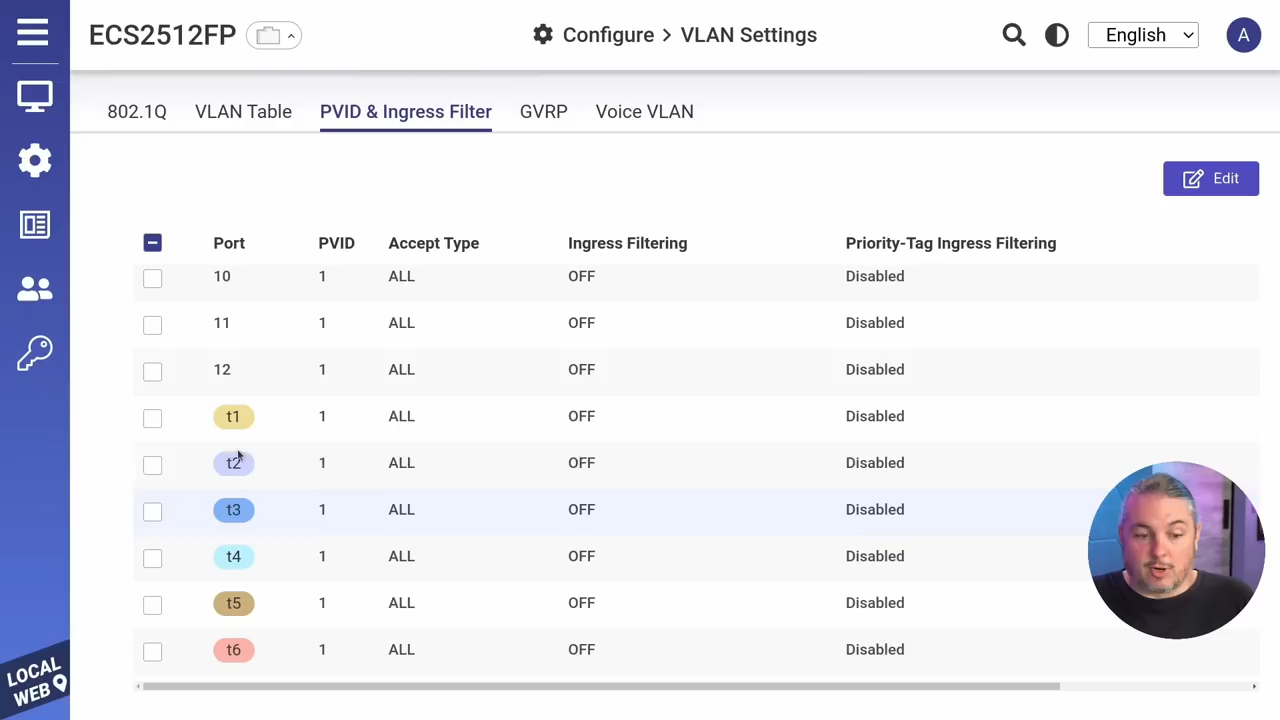 ECS2512FP
Configure > VLAN Settings
English
A
802.1Q VLAN Table PVID & Ingress Filter GVRP Voice VLAN
Edit
Port PVID Accept Type Ingress Filtering Priority-Tag Ingress Filtering
10 1 ALL OFF Disabled
11 1 ALL OFF Disabled
12 1 ALL OFF Disabled
t1 1 ALL OFF Disabled
t2 1 ALL OFF Disabled
t3 1 ALL OFF Disabled
t4 1 ALL OFF Disabled
t5 1 ALL OFF Disabled
t6 1 ALL OFF Disabled
LOCAL
WEB